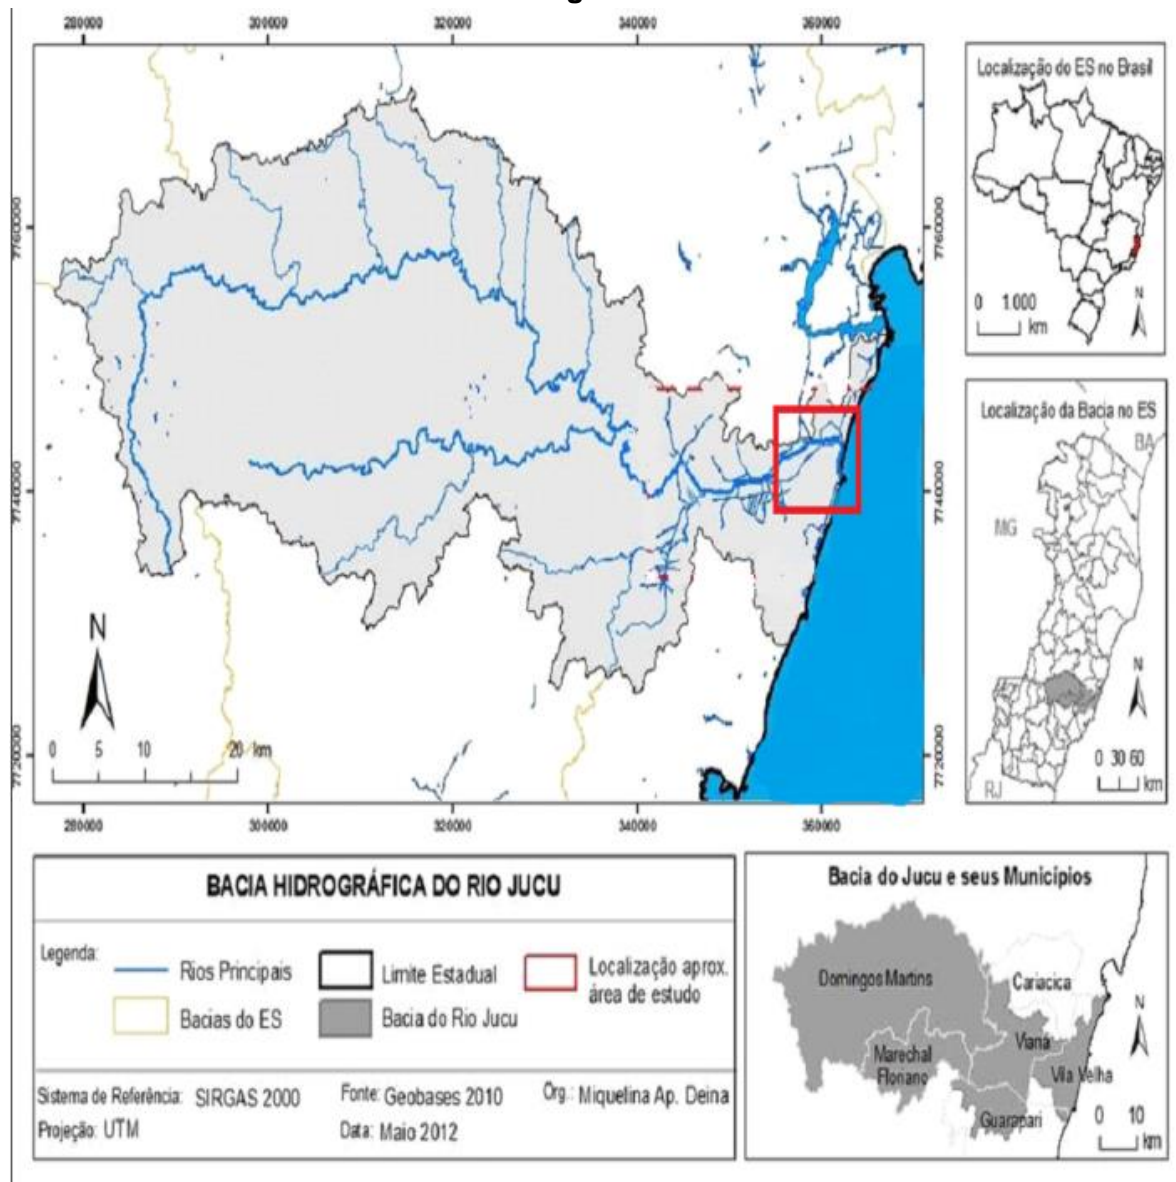 280000 300000 320000 340000 360000
7760000 7760000
7740000 7740000
7720000 7720000
N
0 5 10 20 km
280000 300000 320000 340000 360000
Localização do ES no Brasil
N
0 1.000
km
Localização da Bacia no ES
BA
MG
N
0 30 60
km
RJ
BACIA HIDROGRÁFICA DO RIO JUCU
Legenda:
Rios Principais
Limite Estadual
Localização aprox.
área de estudo
Bacias do ES
Bacia do Rio Jucu
Sistema de Referência: SIRGAS 2000
Fonte: Geobases 2010
Org.: Miquelina Ap. Deina
Projeção: UTM
Data: Maio 2012
Bacia do Jucu e seus Municípios
Domingos Martins
Cariacica
N
Viana
Marechal
Floriano
Vila Velha
Guarapari
0 10
km